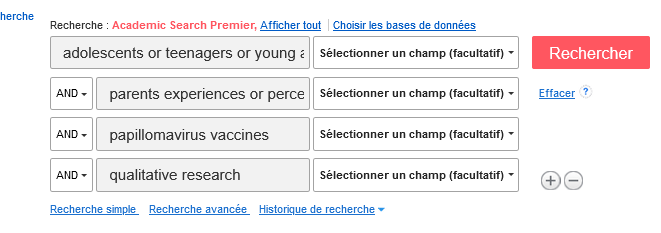 herche
Recherche : Academic Search Premier, Afficher tout Choisir les bases de données
adolescents or teenagers or young a Sélectionner un champ (facultatif) Rechercher
AND parents experiences or perce Sélectionner un champ (facultatif) Effacer ?
AND papillomavirus vaccines Sélectionner un champ (facultatif)
AND qualitative research Sélectionner un champ (facultatif)
Recherche simple Recherche avancée Historique de recherche